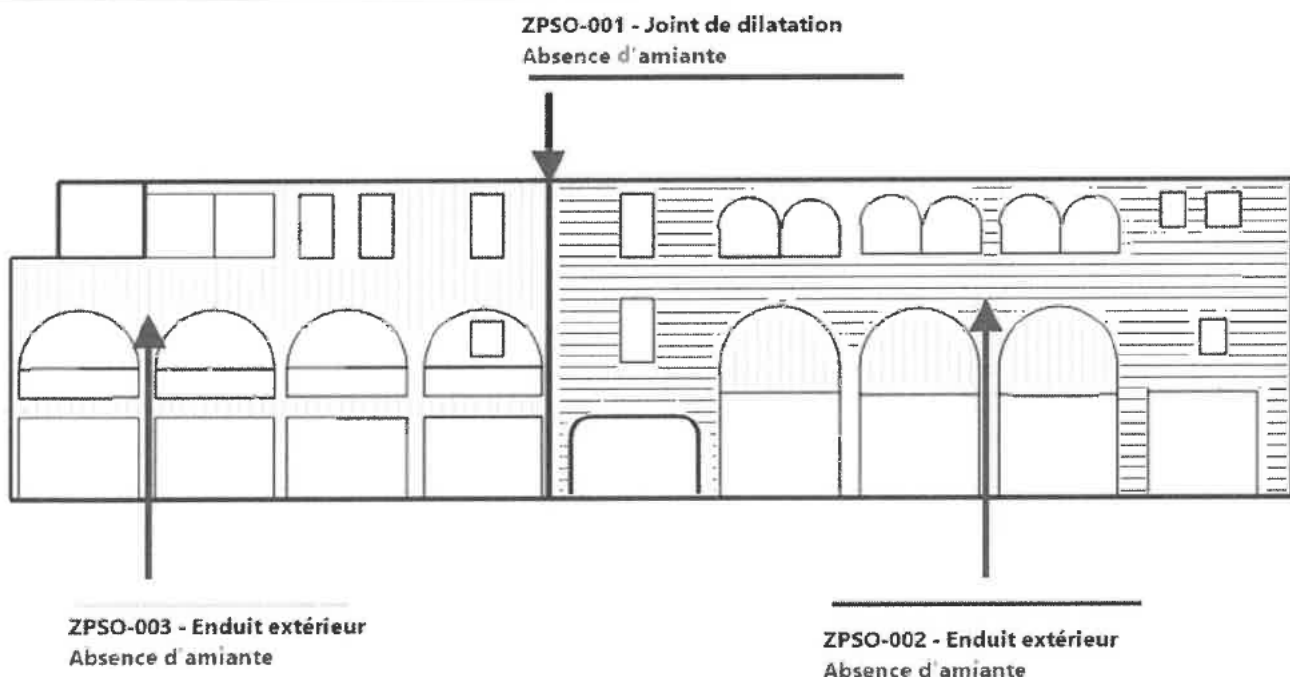 ZPSO-001 - Joint de dilatation
Absence d'amiante
ZPSO-003 - Enduit extérieur
Absence d'amiante
ZPSO-002 - Enduit extérieur
Absence d'amiante